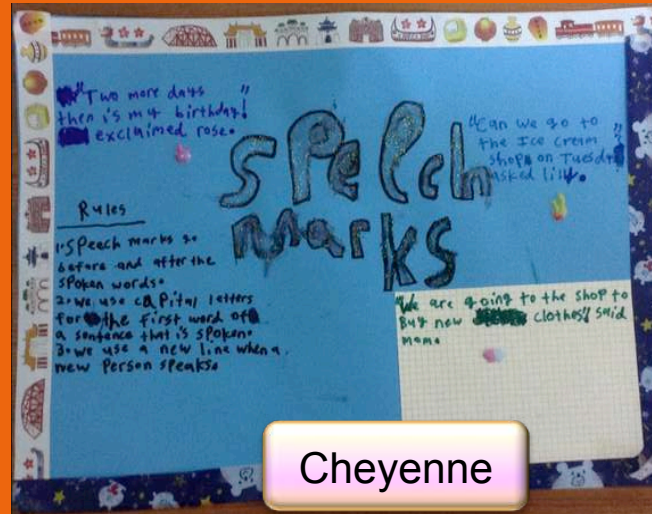 "Two more days
then is my birthday!"
exclaimed rose.
speech
marks
"Can we go to
the Ice cream
shop on Tuesd
asked lilly.
Rules
1. Speech marks go
before and after the
spoken words.
2. we use capital letters
for the first word of
a sentence that is spoken.
3. we use a new line when a
new Person speaks.
"We are going to the shop to
Buy new clothes," said
mom.
Cheyenne